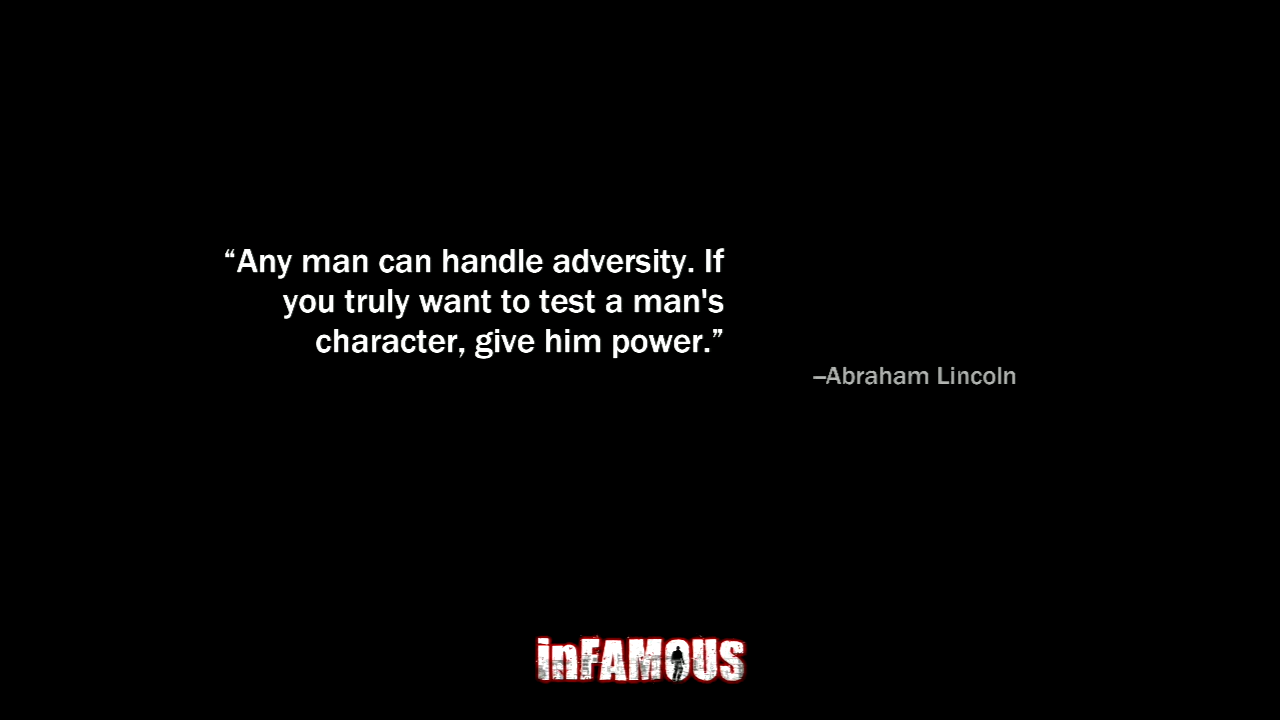 “Any man can handle adversity. If
you truly want to test a man's
character, give him power.”
–Abraham Lincoln
inFAMOUS